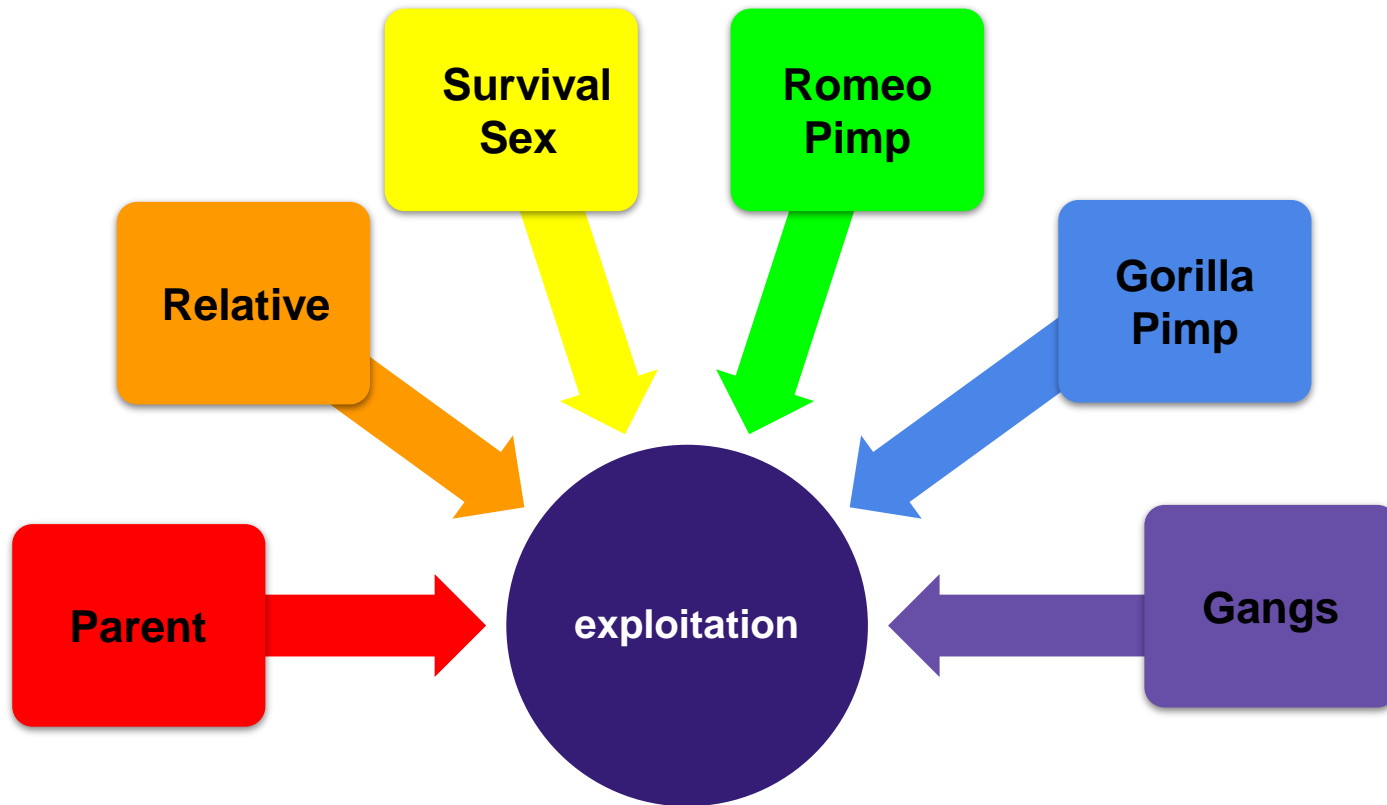 Survival
Sex
Romeo
Pimp
Relative
Gorilla
Pimp
Parent
exploitation
Gangs